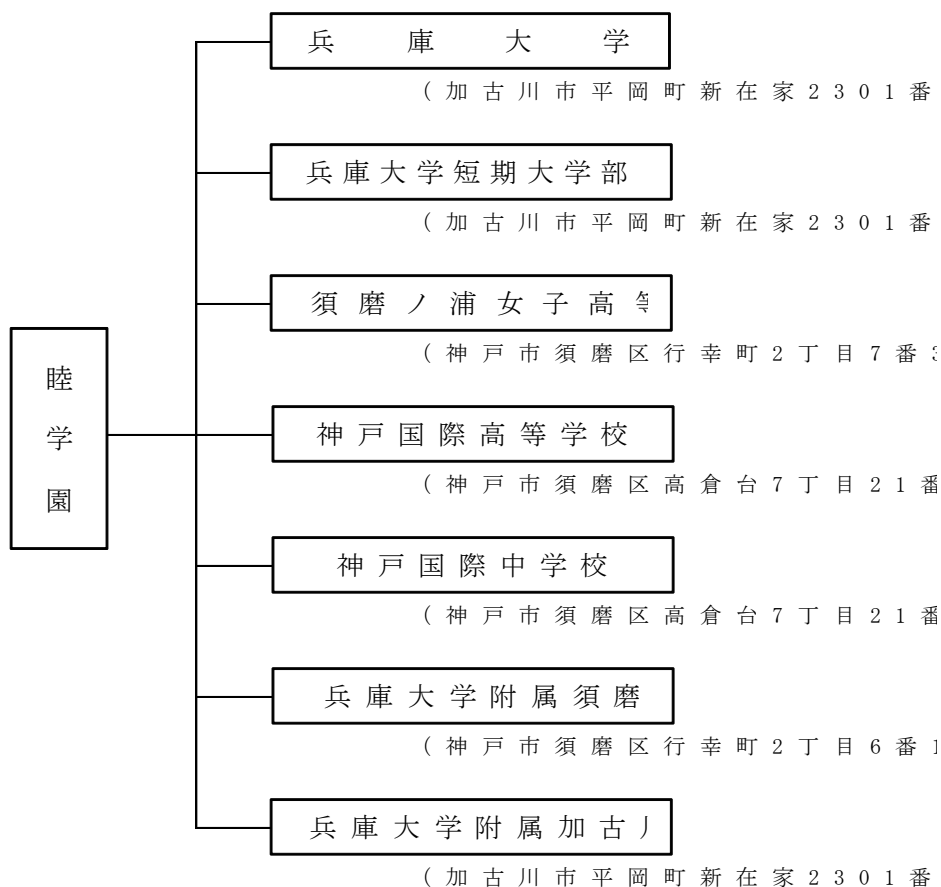 兵庫大学
(加古川市平岡町新在家2301番
兵庫大学短期大学部
(加古川市平岡町新在家2301番
須磨ノ浦女子高
(神戸市須磨区行幸町2丁目7番
睦学園
神戸国際高等学校
(神戸市須磨区高倉台7丁目21番
神戸国際中学校
(神戸市須磨区高倉台7丁目21番
兵庫大学附属須磨
(神戸市須磨区行幸町2丁目6番
兵庫大学附属加古
(加古川市平岡町新在家2301番